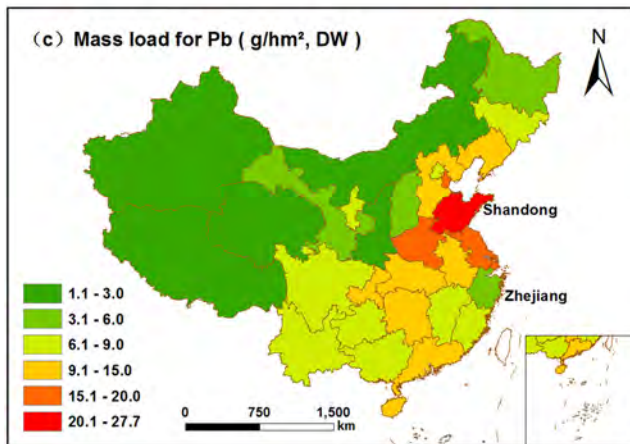 （c）Mass load for Pb ( g/hm², DW )
N
Shandong
Zhejiang
1.1 - 3.0
3.1 - 6.0
6.1 - 9.0
9.1 - 15.0
15.1 - 20.0
20.1 - 27.7
0 750 1,500
km